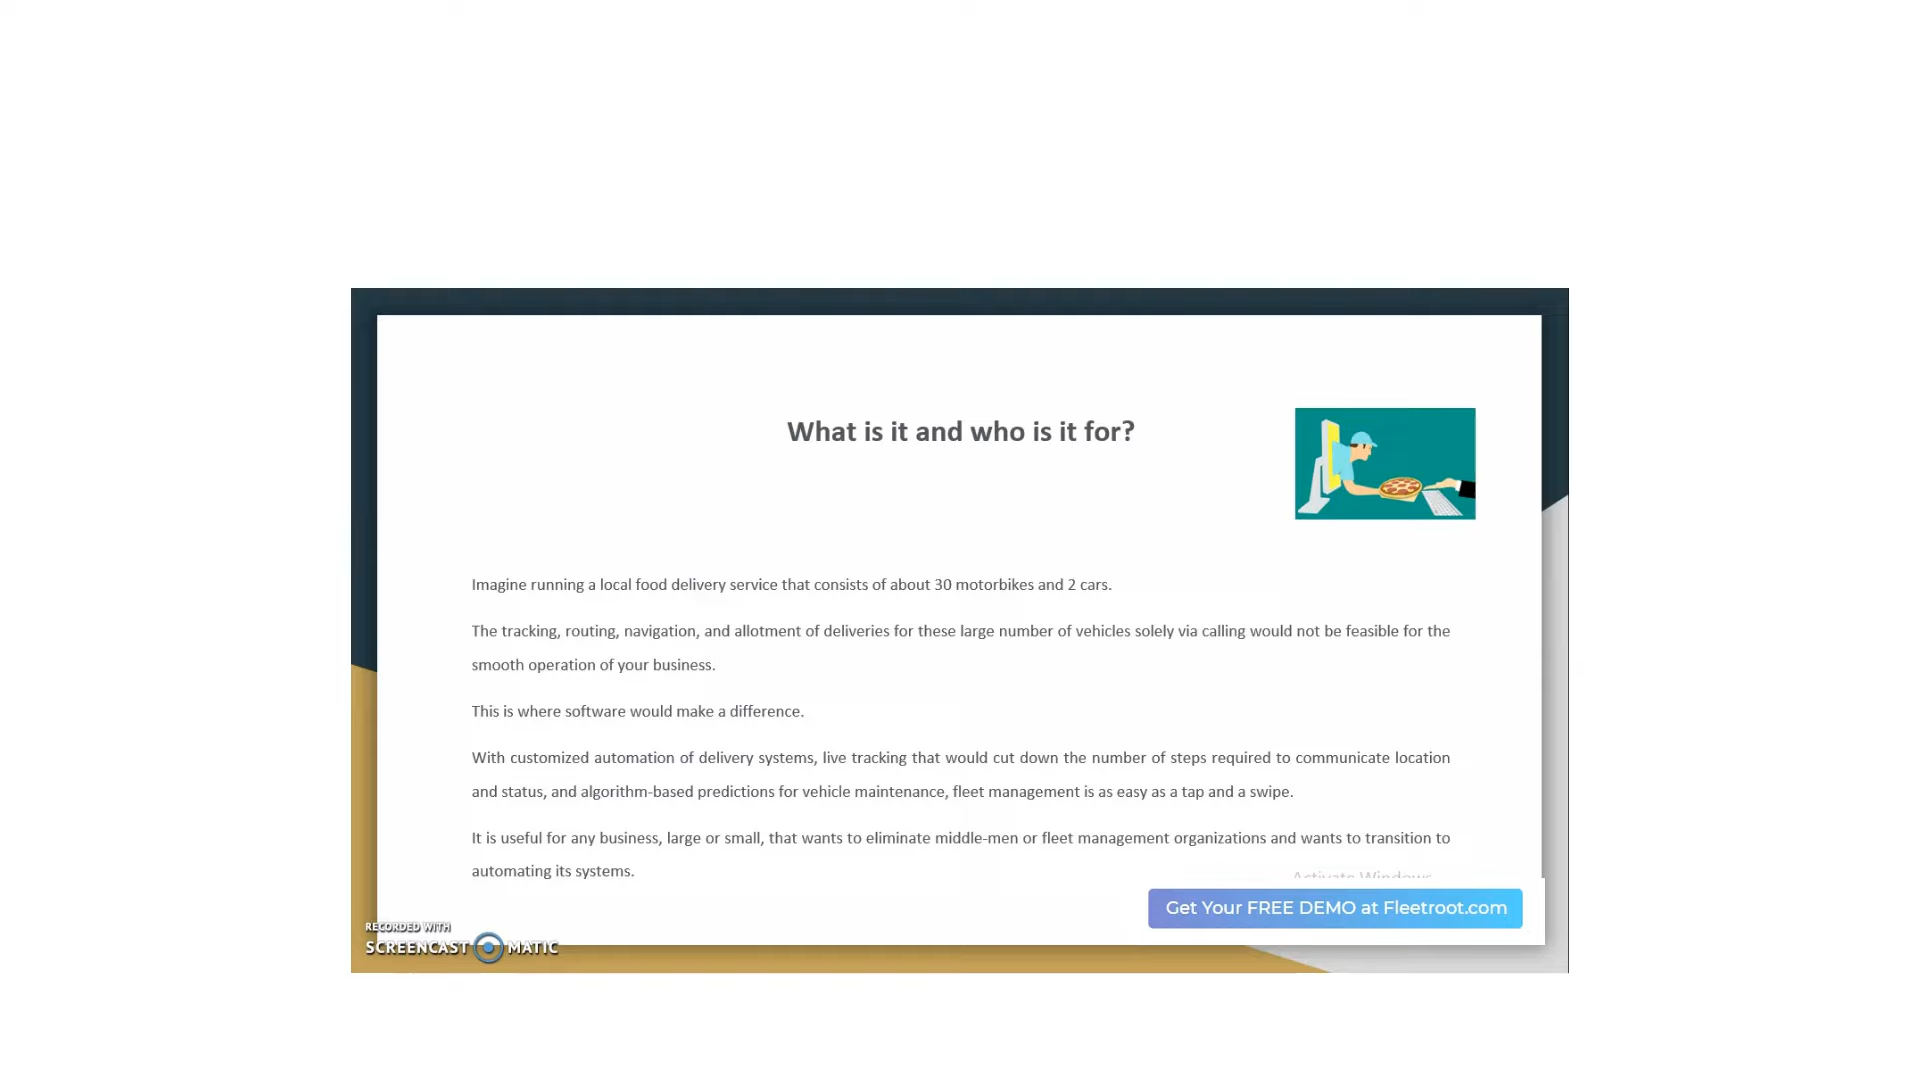 What is it and who is it for?
Imagine running a local food delivery service that consists of about 30 motorbikes and 2 cars.
The tracking, routing, navigation, and allotment of deliveries for these large number of vehicles solely via calling would not be feasible for the
smooth operation of your business.
This is where software would make a difference.
With customized automation of delivery systems, live tracking that would cut down the number of steps required to communicate location
and status, and algorithm-based predictions for vehicle maintenance, fleet management is as easy as a tap and a swipe.
It is useful for any business, large or small, that wants to eliminate middle-men or fleet management organizations and wants to transition to
automating its systems.
Activate Windows
Get Your FREE DEMO at Fleetroot.com
RECORDED WITH
SCREENCAST MATIC